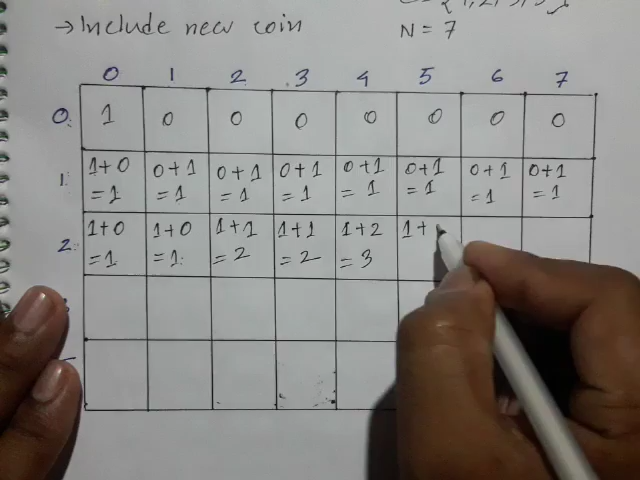 →Include new coin
N = 7
0 1 2 3 4 5 6 7
0: 1 0 0 0 0 0 0 0
1: 1+0 0+1 0+1 0+1 0+1 0+1 0+1 0+1
=1 =1 =1 =1 =1 =1 =1 =1
2: 1+0 1+0 1+1 1+1 1+2 1+
=1 =1 =2 =2 =3